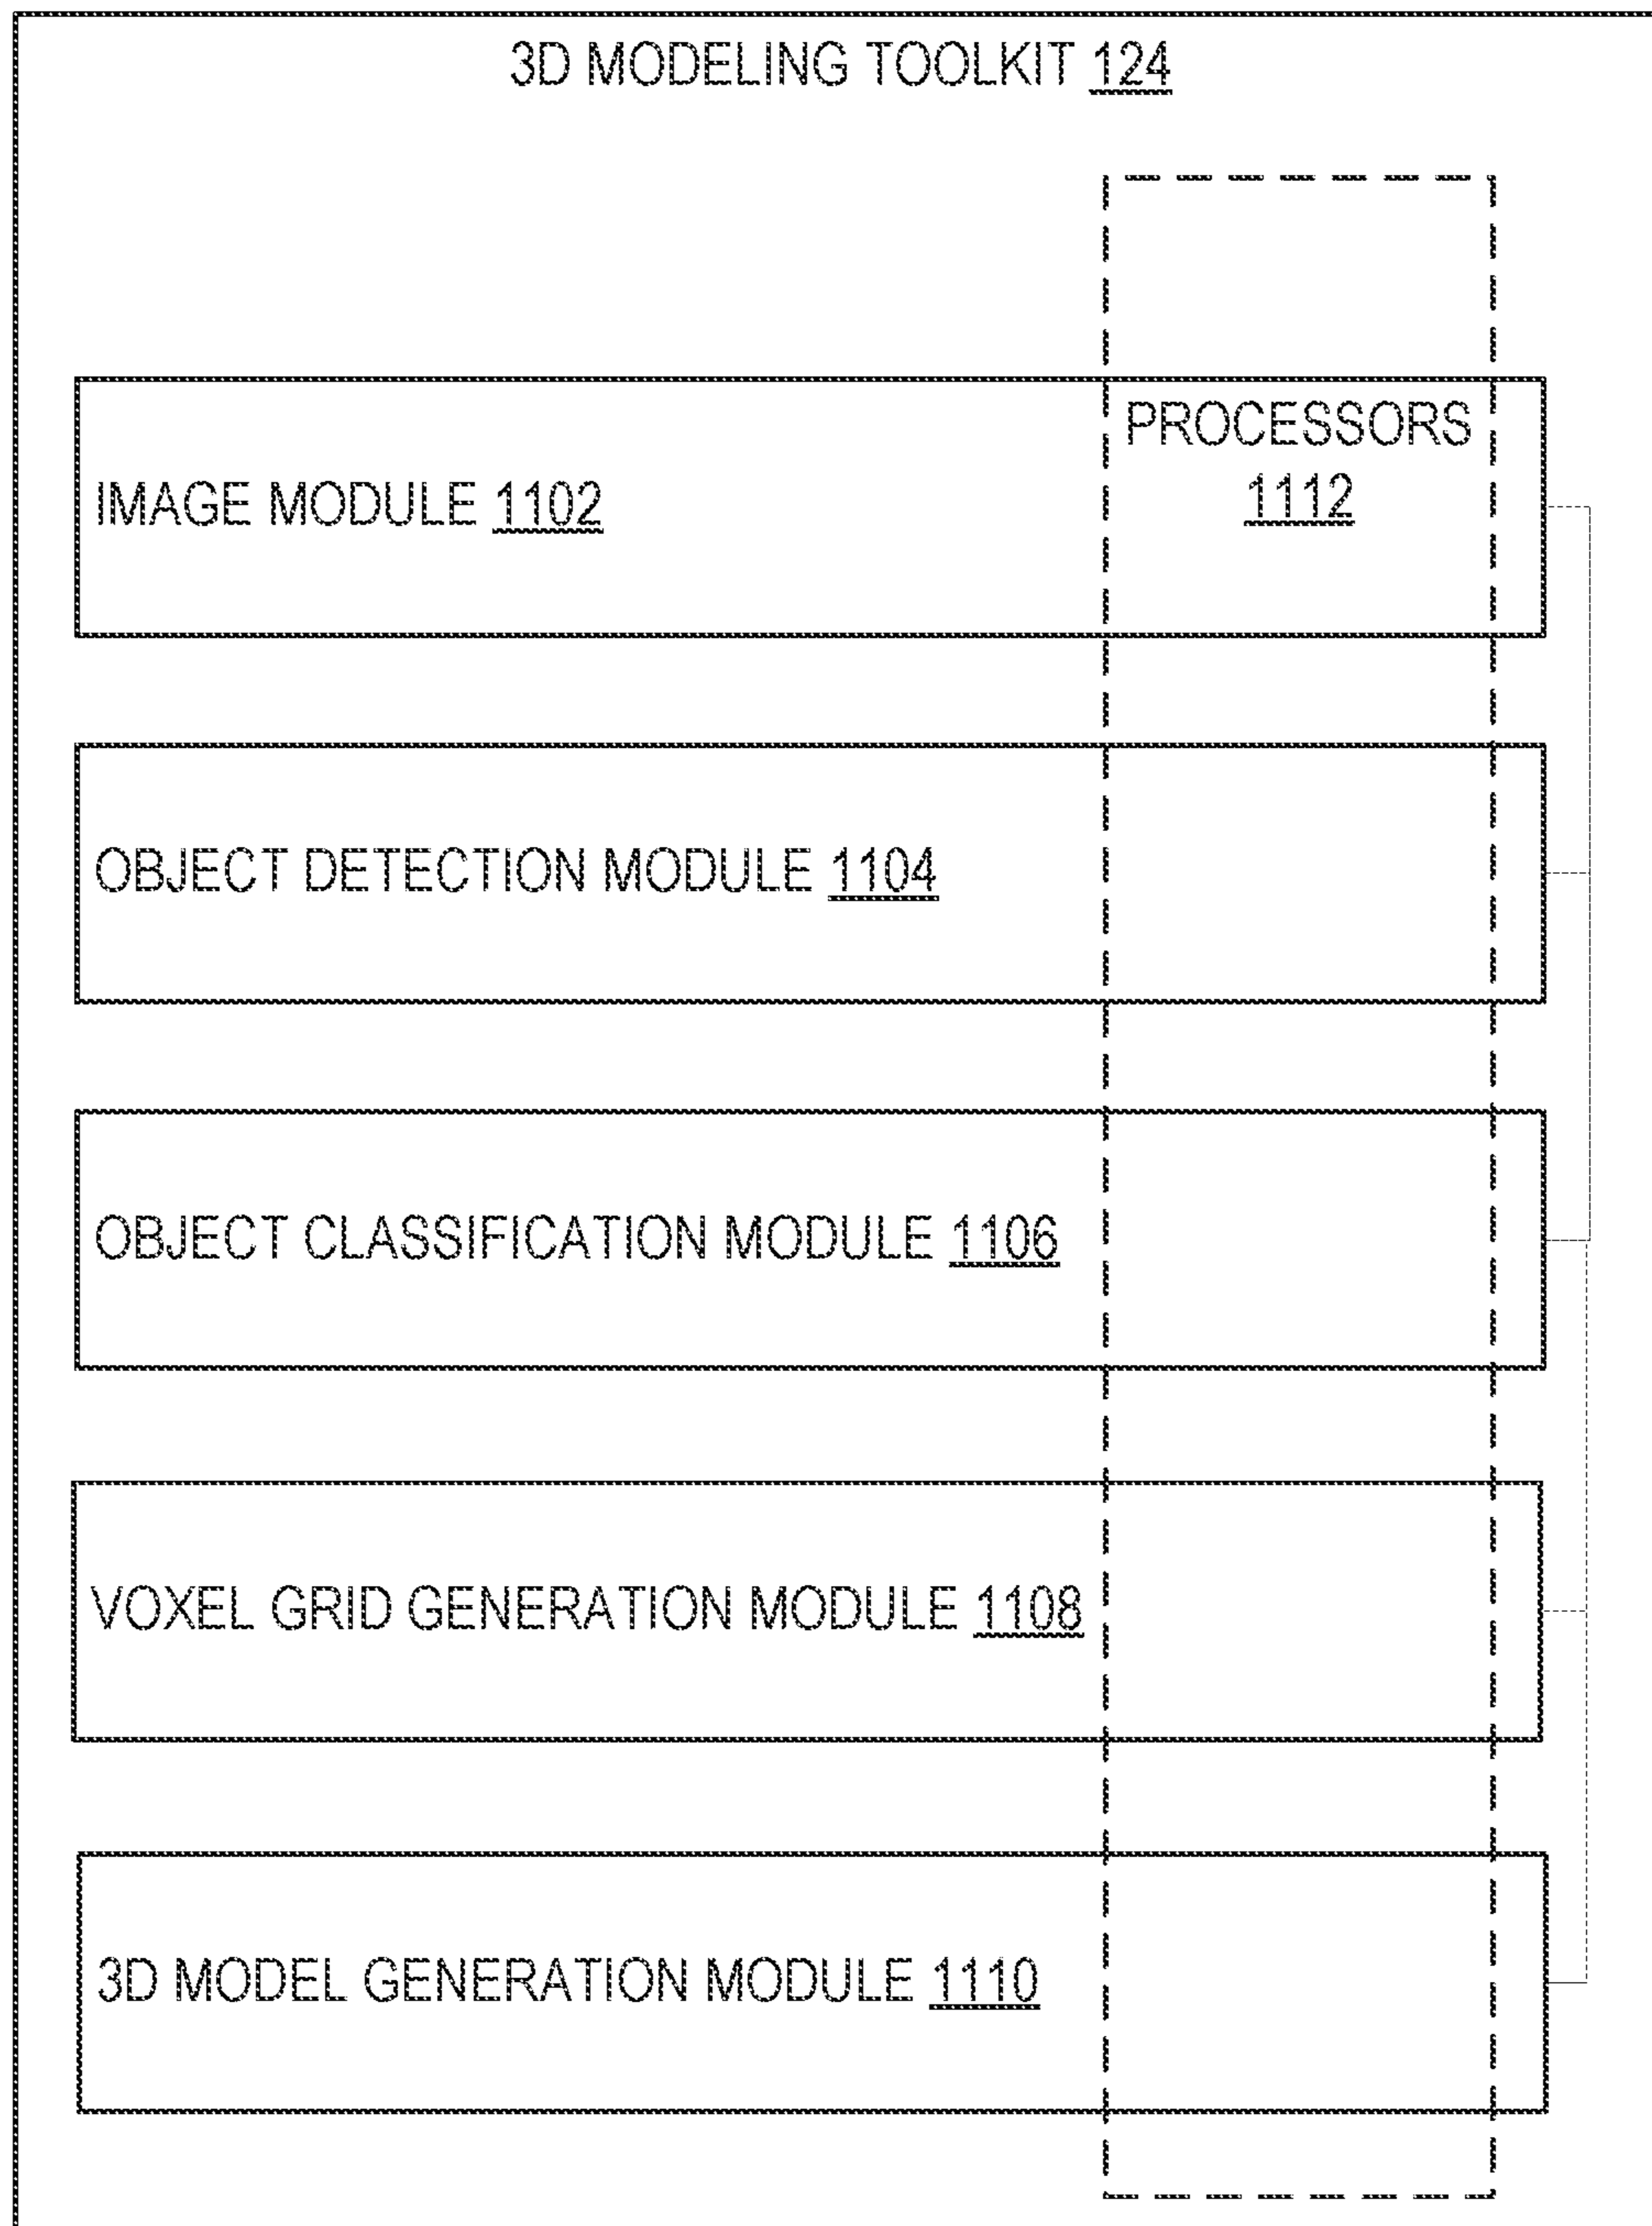 3D MODELING TOOLKIT 124
PROCESSORS
1112
IMAGE MODULE 1102
OBJECT DETECTION MODULE 1104
OBJECT CLASSIFICATION MODULE 1106
VOXEL GRID GENERATION MODULE 1108
3D MODEL GENERATION MODULE 1110